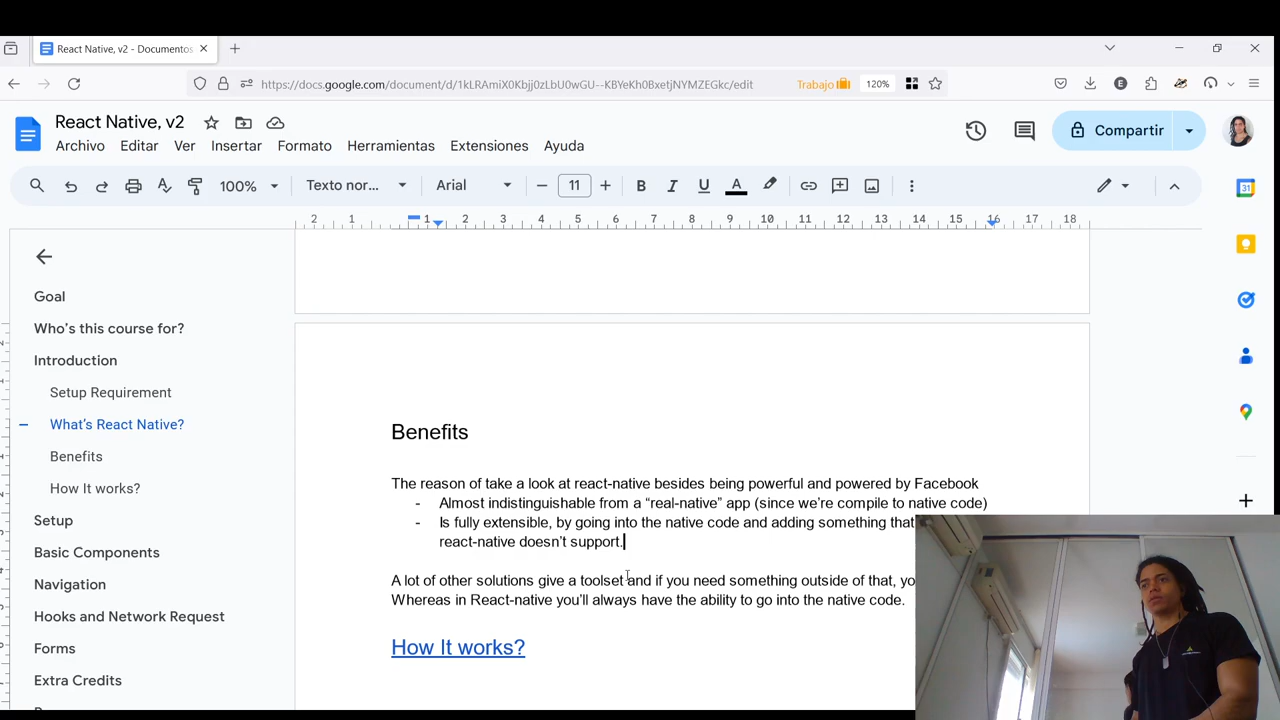 React Native, v2 - Documentos
https://docs.google.com/document/d/1kLRAmiX0Kbjj0zLbU0wGU--KBYeKh0BxetjNYMZEGkc/edit
Trabajo
120%
E
React Native, v2
Archivo Editar Ver Insertar Formato Herramientas Extensiones Ayuda
Compartir
100%
Texto nor...
Arial
11
B I U A
2 1 1 2 3 4 5 6 7 8 9 10 11 12 13 14 15 16 17 18
31
Goal
Who's this course for?
Introduction
Setup Requirement
What's React Native?
Benefits
How It works?
Setup
Basic Components
Navigation
Hooks and Network Request
Forms
Extra Credits
Benefits
The reason of take a look at react-native besides being powerful and powered by Facebook
- Almost indistinguishable from a “real-native” app (since we’re compile to native code)
- Is fully extensible, by going into the native code and adding something that
react-native doesn’t support.
A lot of other solutions give a toolset and if you need something outside of that,
Whereas in React-native you’ll always have the ability to go into the native code.
How It works?